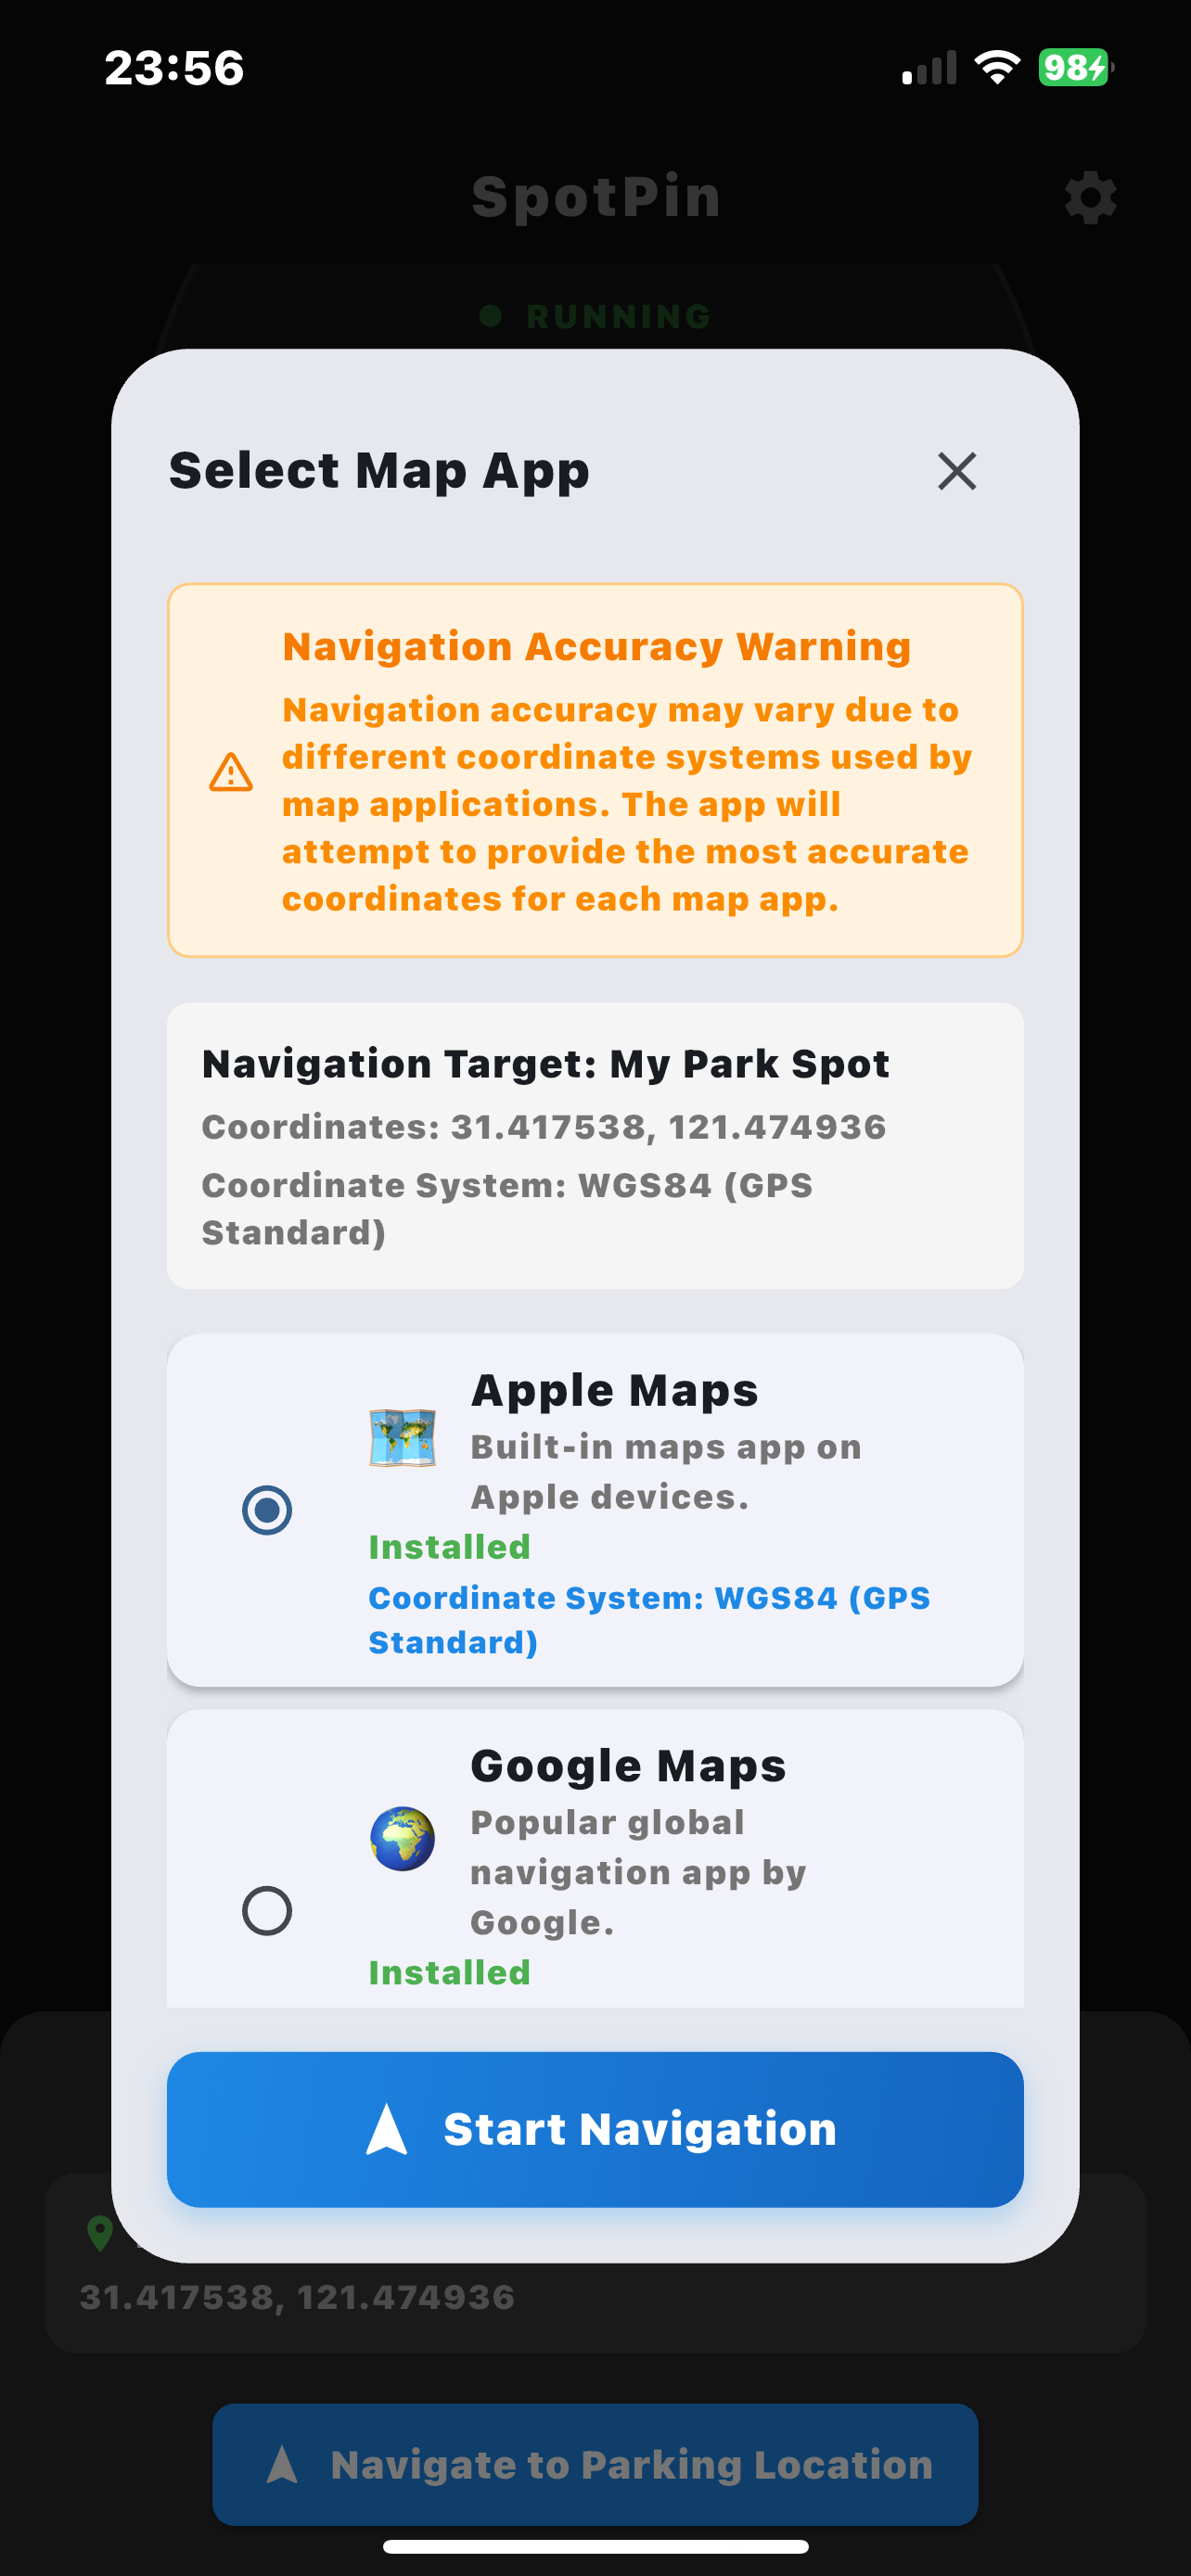 23:56
98
SpotPin
RUNNING
Select Map App
Navigation Accuracy Warning
Navigation accuracy may vary due to
different coordinate systems used by
map applications. The app will
attempt to provide the most accurate
coordinates for each map app.
Navigation Target: My Park Spot
Coordinates: 31.417538, 121.474936
Coordinate System: WGS84 (GPS
Standard)
Apple Maps
Built-in maps app on
Apple devices.
Installed
Coordinate System: WGS84 (GPS
Standard)
Google Maps
Popular global
navigation app by
Google.
Installed
Start Navigation
31.417538, 121.474936
Navigate to Parking Location